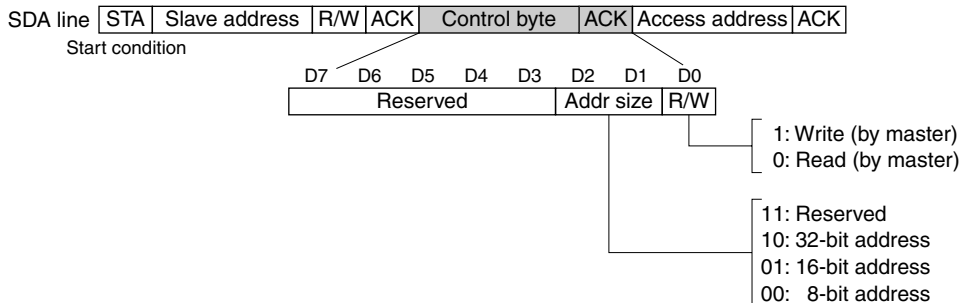 SDA line STA Slave address R/W ACK Control byte ACK Access address ACK
Start condition
D7 D6 D5 D4 D3 D2 D1 D0
Reserved Addr size R/W
1: Write (by master)
0: Read (by master)
11: Reserved
10: 32-bit address
01: 16-bit address
00: 8-bit address